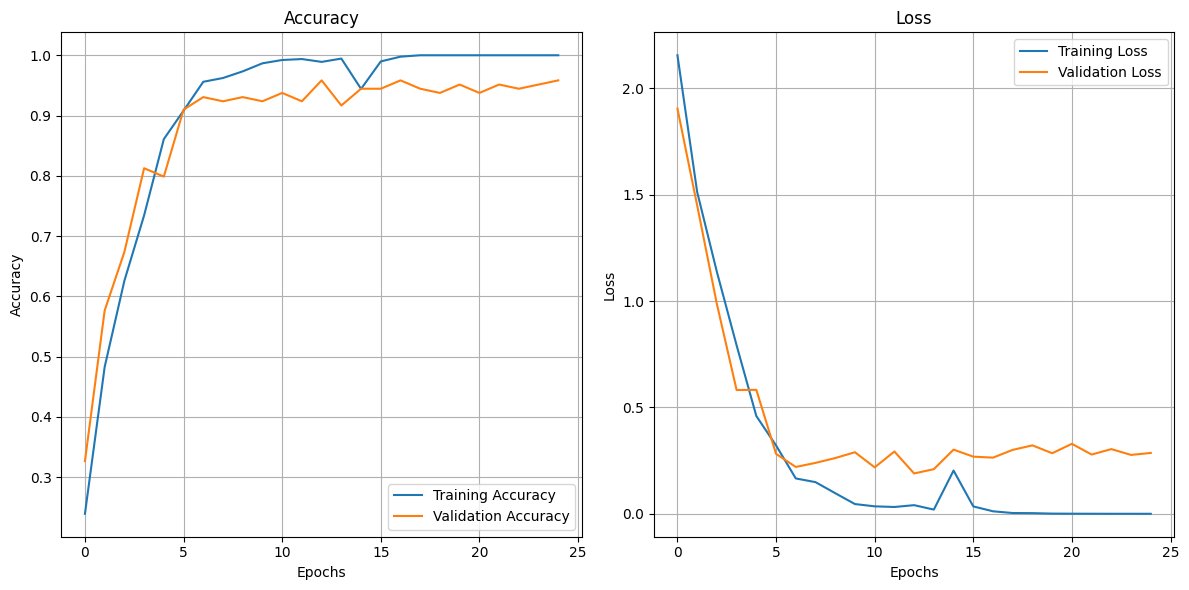 Accuracy
1.0
0.9
0.8
0.7
0.6
0.5
0.4
0.3
Accuracy
Training Accuracy
Validation Accuracy
0 5 10 15 20 25
Epochs
Loss
2.0
1.5
1.0
0.5
0.0
Loss
Training Loss
Validation Loss
0 5 10 15 20 25
Epochs